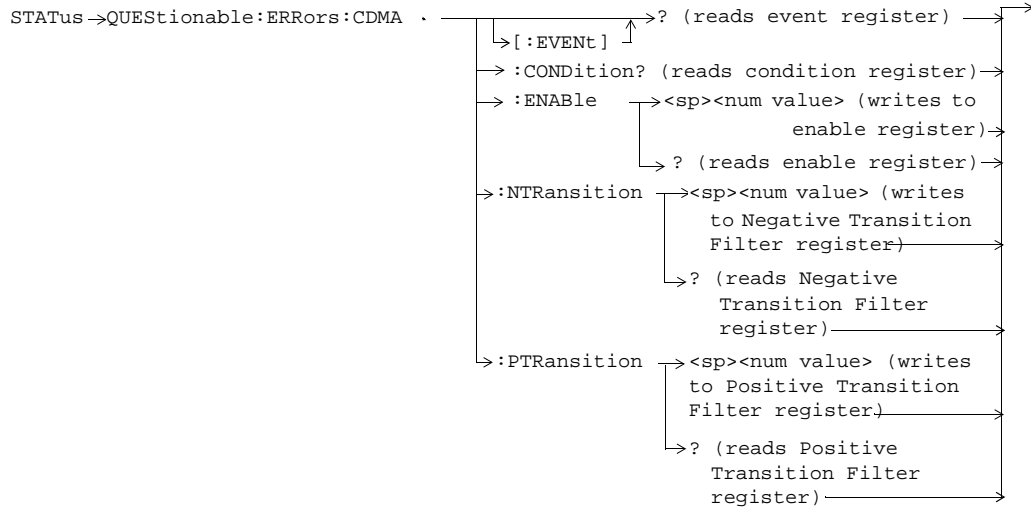 STATus QUEStionable:ERRors:CDMA ? (reads event register)
[:EVENt]
:CONDition? (reads condition register)
:ENABle <sp><num value> (writes to
enable register)
? (reads enable register)
:NTRansition <sp><num value> (writes
to Negative Transition
Filter register)
? (reads Negative
Transition Filter
register)
:PTRansition <sp><num value> (writes
to Positive Transition
Filter register)
? (reads Positive
Transition Filter
register)